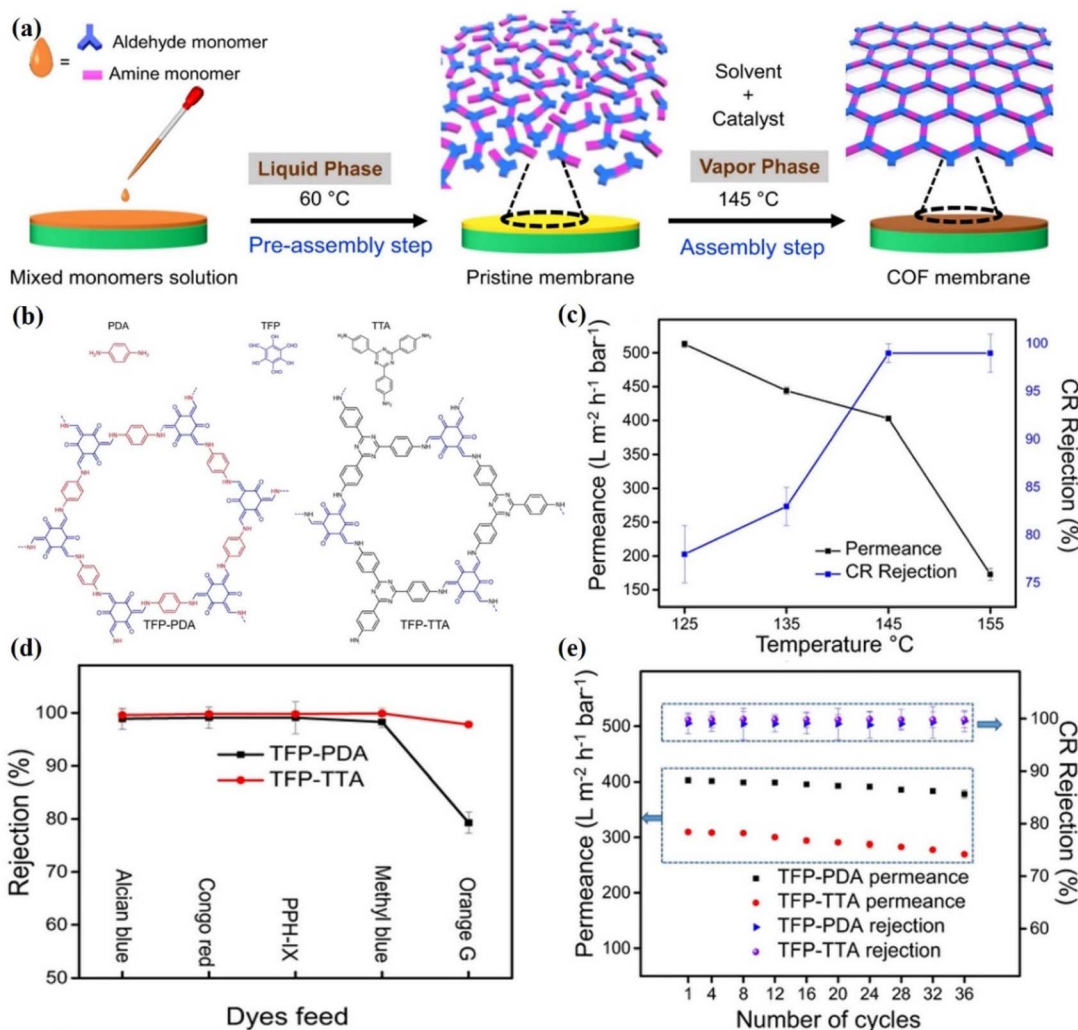 (a)
= Aldehyde monomer
Amine monomer
Mixed monomers solution
Liquid Phase
60 °C
Pre-assembly step
Pristine membrane
Solvent
+
Catalyst
Vapor Phase
145 °C
Assembly step
COF membrane
(b)
PDA
TFP
TTA
TFP-PDA
TFP-TTA
(c)
Permeance (L m⁻² h⁻¹ bar⁻¹)
500
450
400
350
300
250
200
150
125
135
145
155
Temperature °C
CR Rejection (%)
100
95
90
85
80
75
Permeance
CR Rejection
(d)
Rejection (%)
100
90
80
70
60
50
TFP-PDA
TFP-TTA
Alcian blue
Congo red
PPH-IX
Methyl blue
Orange G
Dyes feed
(e)
Permeance (L m⁻² h⁻¹ bar⁻¹)
500
400
300
200
100
CR Rejection (%)
100
90
80
70
60
TFP-PDA permeance
TFP-TTA permeance
TFP-PDA rejection
TFP-TTA rejection
1 4 8 12 16 20 24 28 32 36
Number of cycles